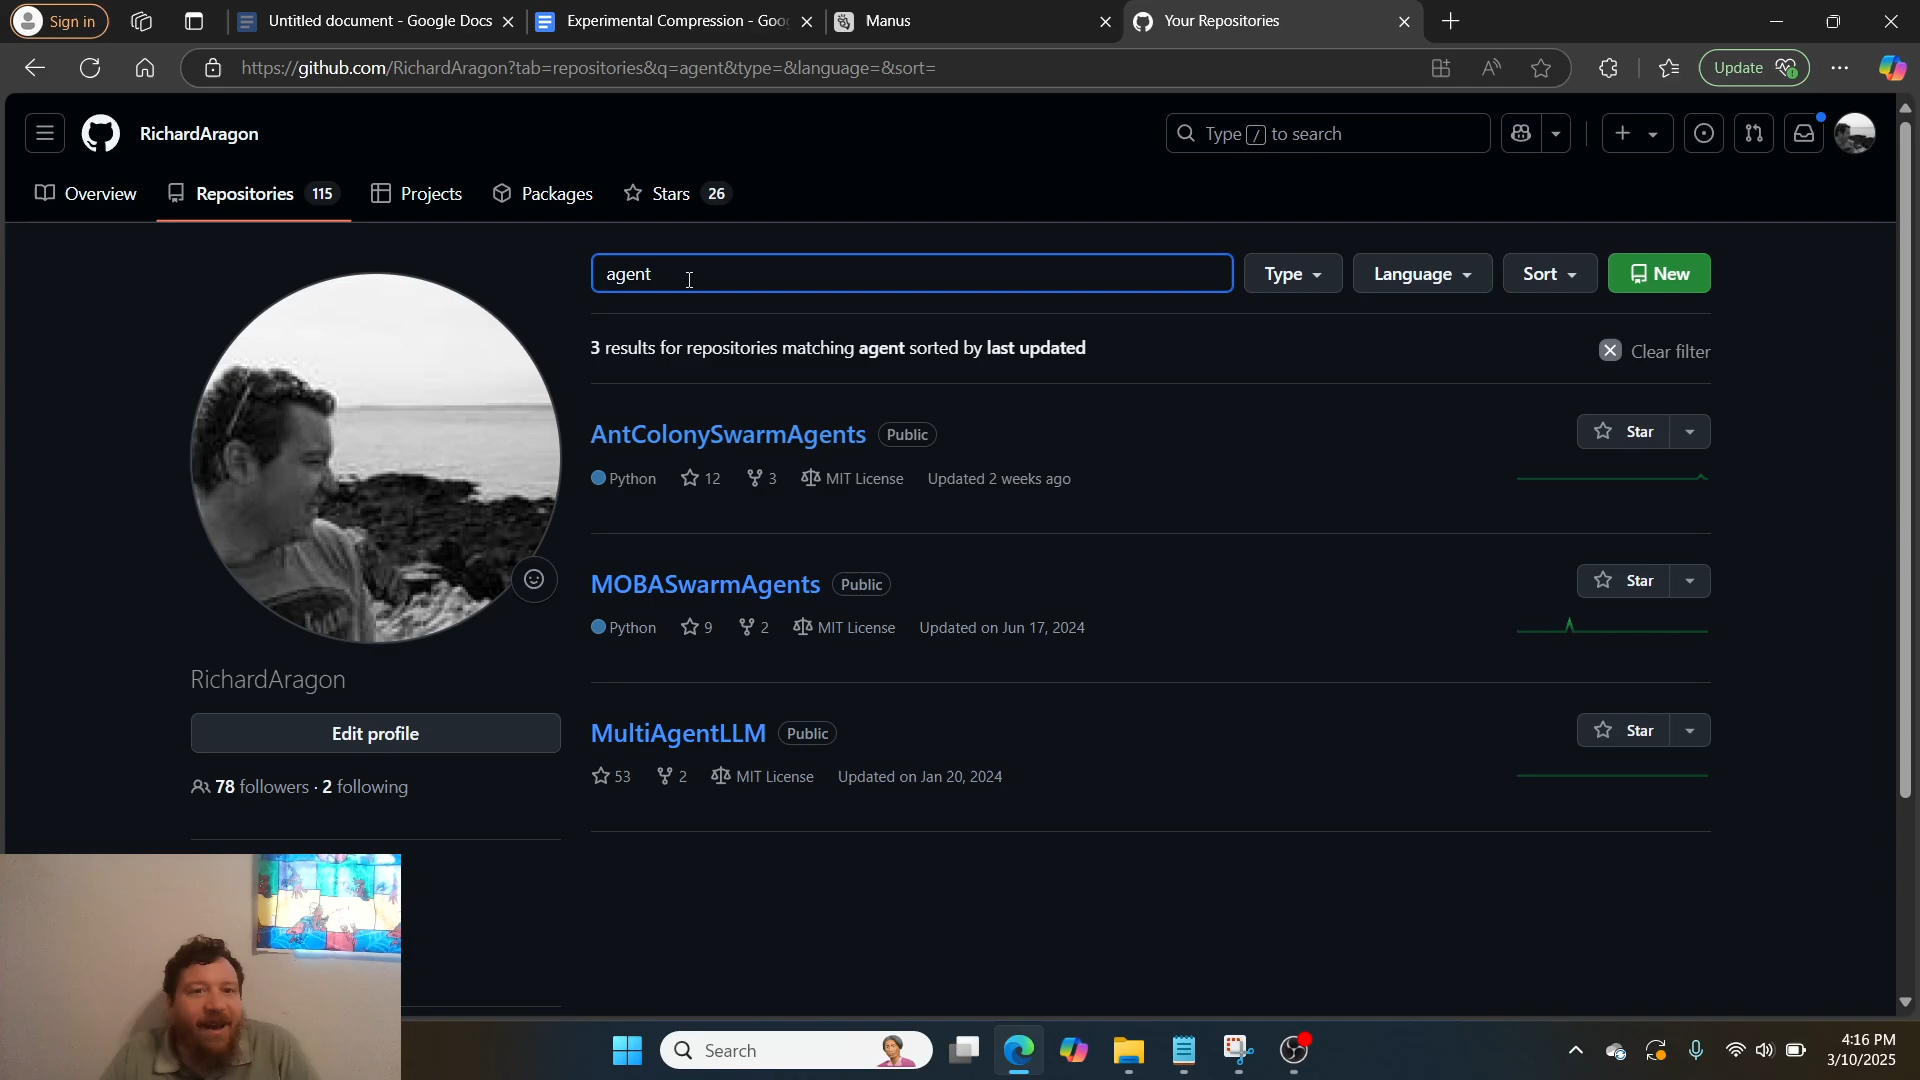 Sign in
Untitled document - Google Docs
Experimental Compression - Goo
Manus
Your Repositories
https://github.com/RichardAragon?tab=repositories&q=agent&type=&language=&sort=
Update
RichardAragon
Type / to search
Overview
Repositories 115
Projects
Packages
Stars 26
agent
Type
Language
Sort
New
3 results for repositories matching agent sorted by last updated
Clear filter
AntColonySwarmAgents Public
Star
Python 12 3 MIT License Updated 2 weeks ago
MOBASwarmAgents Public
Star
Python 9 2 MIT License Updated on Jun 17, 2024
RichardAragon
MultiAgentLLM Public
Star
Edit profile
53 2 MIT License Updated on Jan 20, 2024
78 followers · 2 following
Search
4:16 PM
3/10/2025